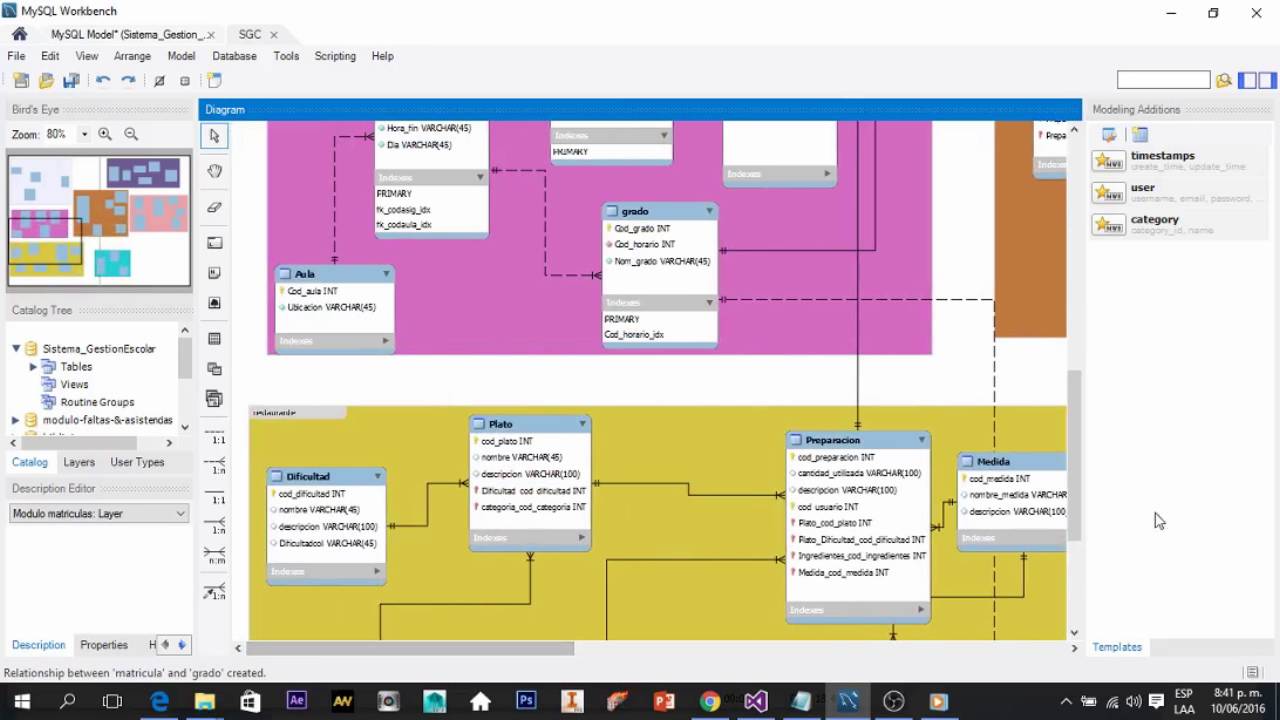 MySQL Workbench
MySQL Model* (Sistema_Gestion_...
SGC
File Edit View Arrange Model Database Tools Scripting Help
Bird's Eye
Zoom: 80%
Catalog Tree
Sistema_GestionEscolar
Tables
Views
Routine Groups
modulo-faltas-&-asistendas
Catalog Layers User Types
Description Editor
Modulo matriculas: Layer
Description Properties H
Diagram
1:1
1:n
1:1
1:n
n:m
1:n
Hora_fin VARCHAR(45)
Dia VARCHAR(45)
Indexes
PRIMARY
fk_codasig_idx
fk_codaula_idx
Indexes
PRIMARY
Indexes
Aula
Cod_aula INT
Ubicacion VARCHAR(45)
Indexes
grado
Cod_grado INT
Cod_horario INT
Nom_grado VARCHAR(45)
Indexes
PRIMARY
Cod_horario_idx
Prepa
Index
restaurante
Dificultad
cod_dificultad INT
nombre VARCHAR(45)
descripcion VARCHAR(100)
Dificultadcol VARCHAR(45)
Indexes
Plato
cod_plato INT
nombre VARCHAR(45)
descripcion VARCHAR(100)
Dificultad_cod_dificultad INT
categoria_cod_categoria INT
Indexes
Preparacion
cod_preparacion INT
cantidad_utilizada VARCHAR(100)
descripcion VARCHAR(100)
cod_usuario INT
Plato_cod_plato INT
Plato_Dificultad_cod_dificultad INT
Ingredientes_cod_ingredientes INT
Medida_cod_medida INT
Indexes
Medida
cod_medida INT
nombre_medida VARCHAR
descripcion VARCHAR(100
Indexes
Modeling Additions
timestamps
create_time, update_time
user
username, email, password, ...
category
category_id, name
Templates
Relationship between 'matricula' and 'grado' created.
Ae
AW
Ps
ESP
LAA
8:41 p. m.
10/06/2016